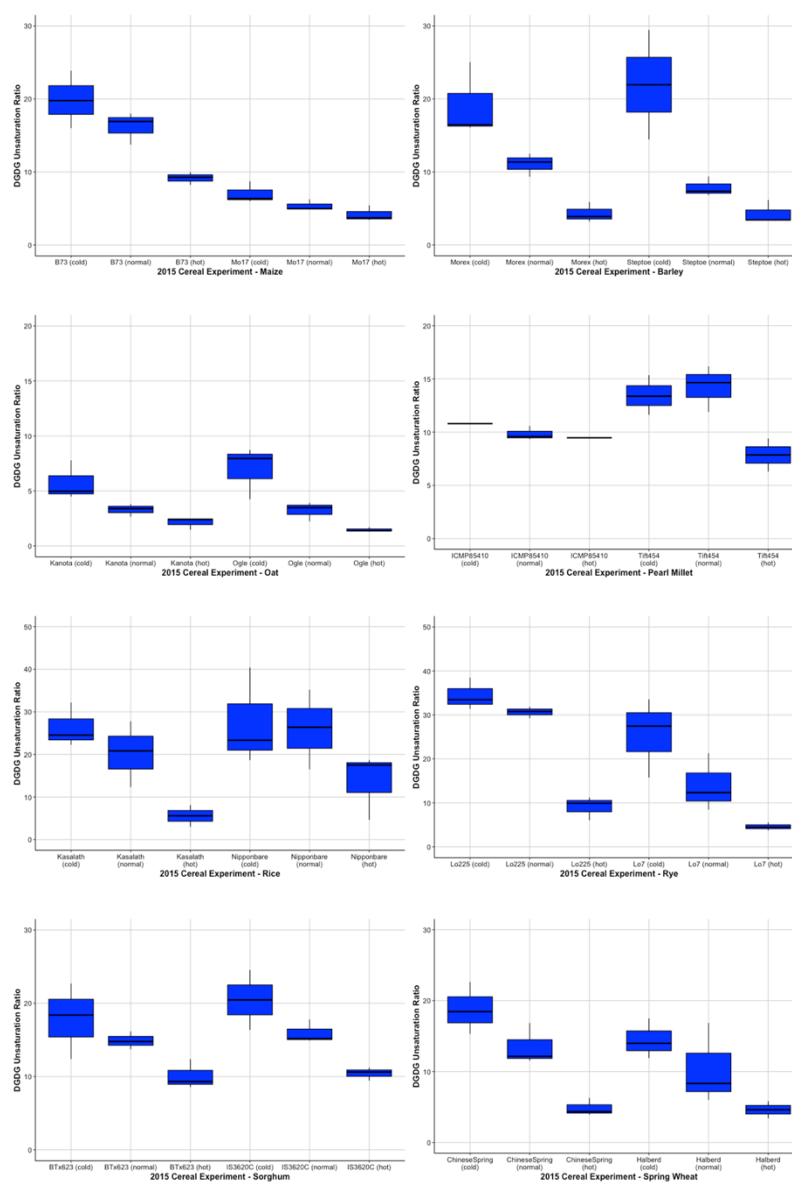 DGDG Unsaturation Ratio
30
20
10
0
B73 (cold) B73 (normal) B73 (hot) Mo17 (cold) Mo17 (normal) Mo17 (hot)
2015 Cereal Experiment - Maize
DGDG Unsaturation Ratio
30
20
10
0
Morex (cold) Morex (normal) Morex (hot) Steptoe (cold) Steptoe (normal) Steptoe (hot)
2015 Cereal Experiment - Barley
DGDG Unsaturation Ratio
20
15
10
5
0
Kanota (cold) Kanota (normal) Kanota (hot) Ogle (cold) Ogle (normal) Ogle (hot)
2015 Cereal Experiment - Oat
DGDG Unsaturation Ratio
20
15
10
5
0
ICMP85410 ICMP85410 ICMP85410 Tift454 Tift454 Tift454
(cold) (normal) (hot) (cold) (normal) (hot)
2015 Cereal Experiment - Pearl Millet
DGDG Unsaturation Ratio
50
40
30
20
10
0
Kasalath Kasalath Kasalath Nipponbare Nipponbare Nipponbare
(cold) (normal) (hot) (cold) (normal) (hot)
2015 Cereal Experiment - Rice
DGDG Unsaturation Ratio
50
40
30
20
10
0
Lo225 (cold) Lo225 (normal) Lo225 (hot) Lo7 (cold) Lo7 (normal) Lo7 (hot)
2015 Cereal Experiment - Rye
DGDG Unsaturation Ratio
30
20
10
0
BTx623 (cold) BTx623 (normal) BTx623 (hot) IS3620C (cold) IS3620C (normal) IS3620C (hot)
2015 Cereal Experiment - Sorghum
DGDG Unsaturation Ratio
30
20
10
0
ChineseSpring ChineseSpring ChineseSpring Halberd Halberd Halberd
(cold) (normal) (hot) (cold) (normal) (hot)
2015 Cereal Experiment - Spring Wheat